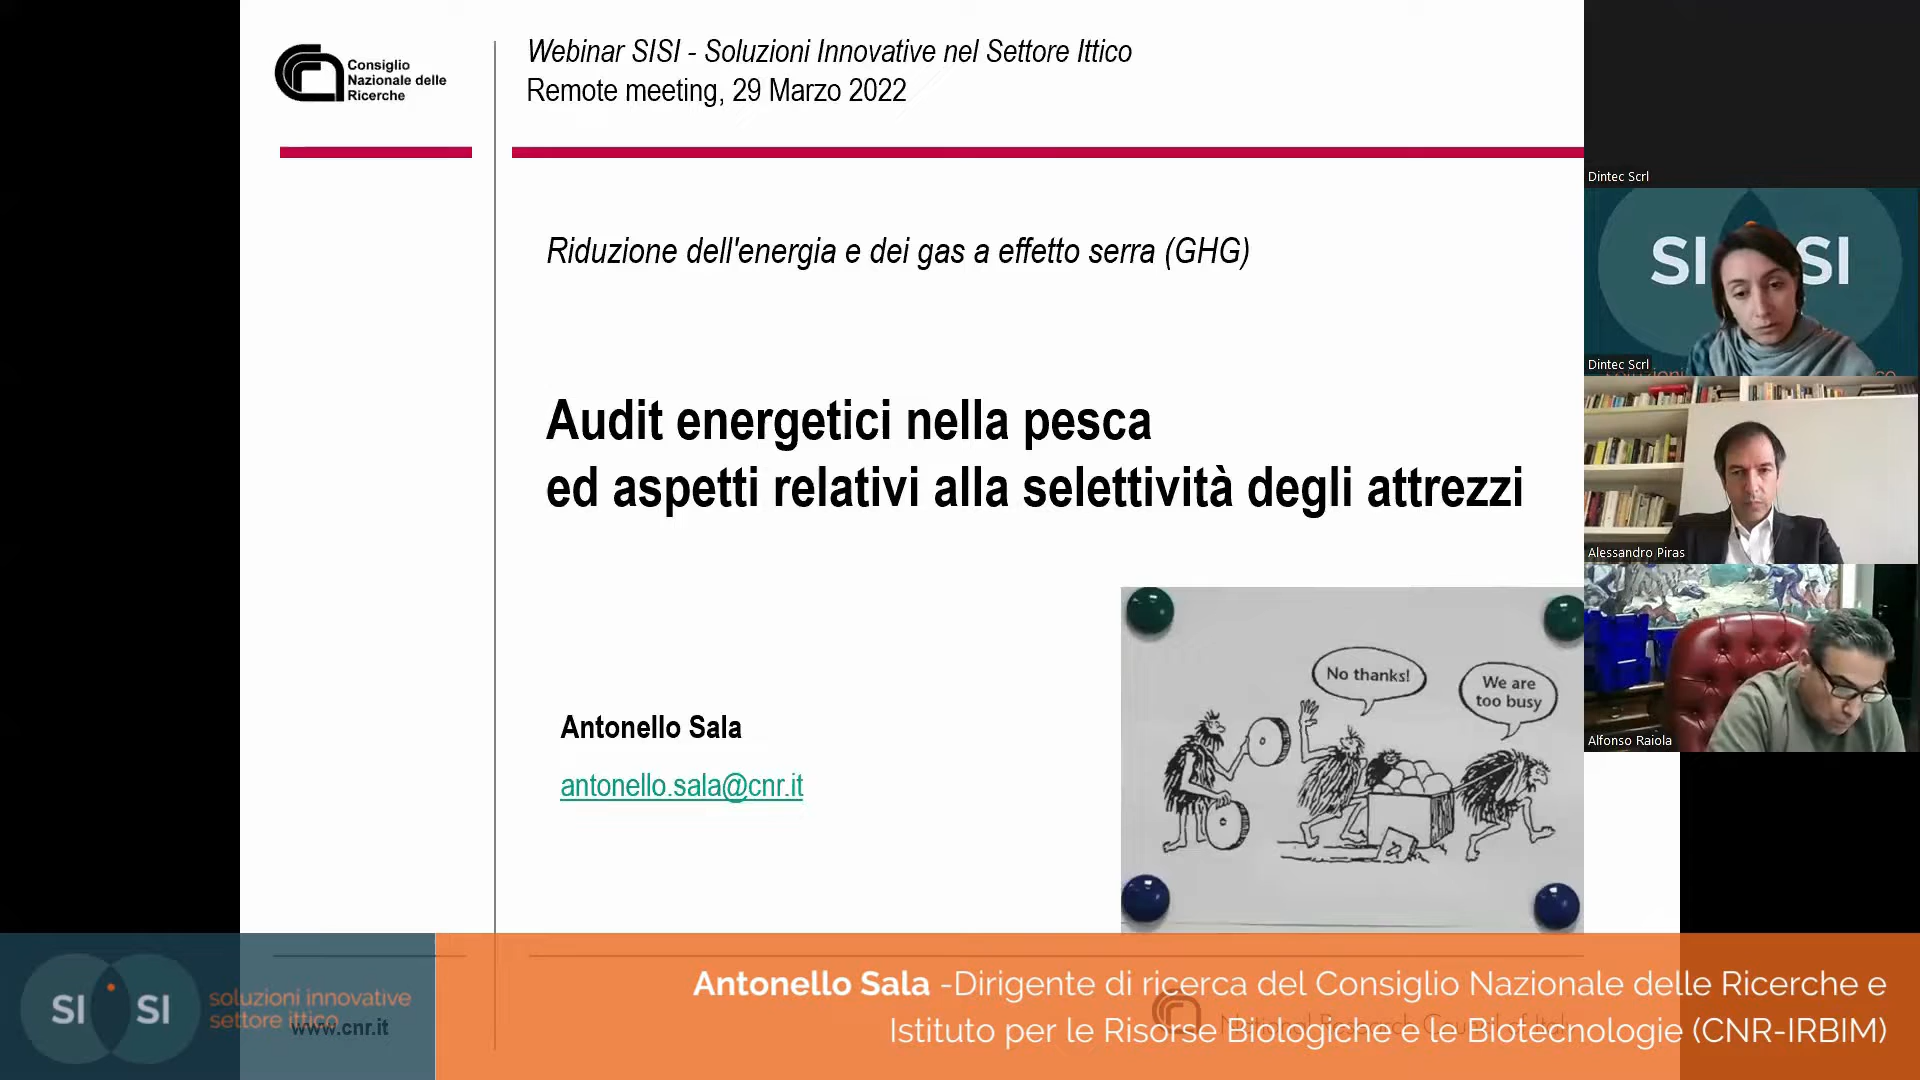 Consiglio
Nazionale delle
Ricerche
Webinar SISI - Soluzioni Innovative nel Settore Ittico
Remote meeting, 29 Marzo 2022
Riduzione dell'energia e dei gas a effetto serra (GHG)
Audit energetici nella pesca
ed aspetti relativi alla selettività degli attrezzi
Antonello Sala
antonello.sala@cnr.it
No thanks!
We are
too busy
Dintec Scrl
SI SI
Dintec Scrl
Alessandro Piras
Alfonso Raiola
SI SI
soluzioni innovative
settore ittico
www.cnr.it
Antonello Sala -Dirigente di ricerca del Consiglio Nazionale delle Ricerche e
Istituto per le Risorse Biologiche e le Biotecnologie (CNR-IRBIM)